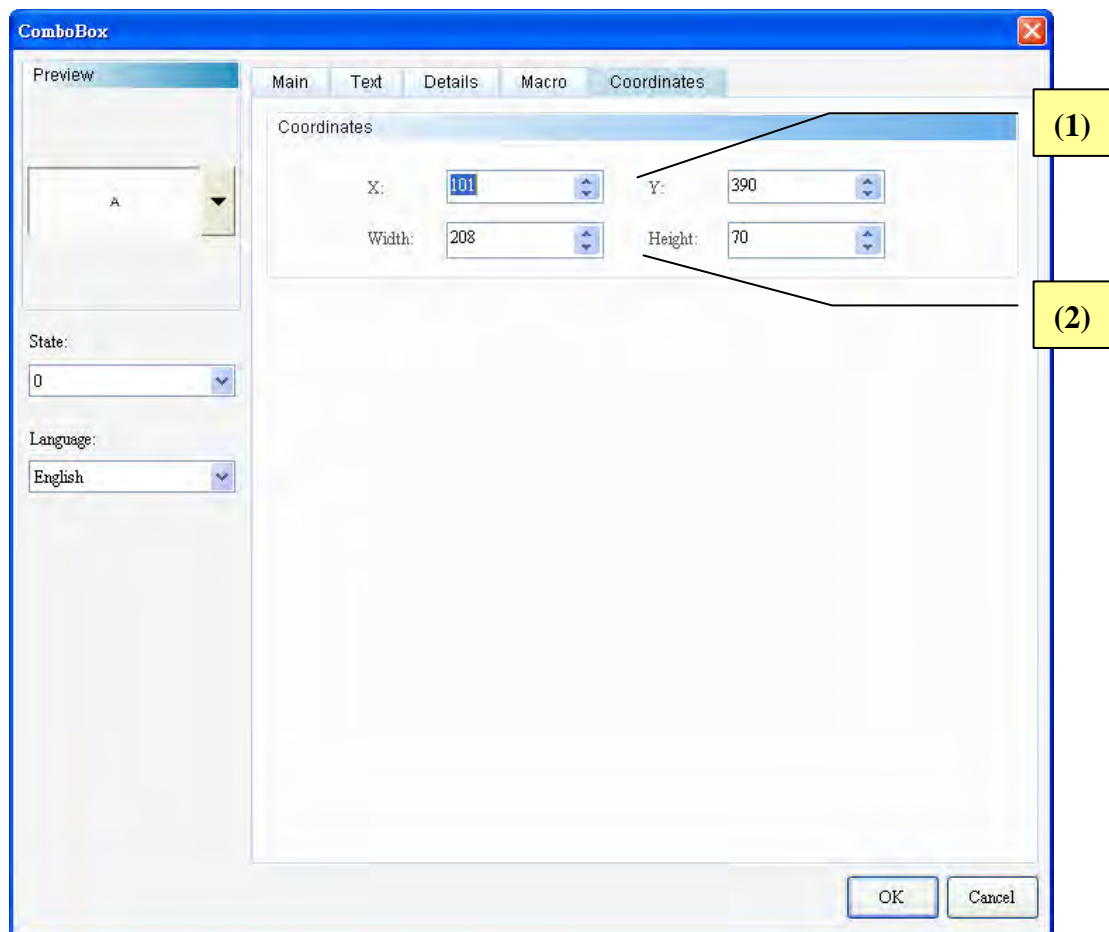 ComboBox
Preview
A
State:
0
Language:
English
Main Text Details Macro Coordinates
Coordinates
X: 101 Y: 390
Width: 208 Height: 70
(1)
(2)
OK Cancel